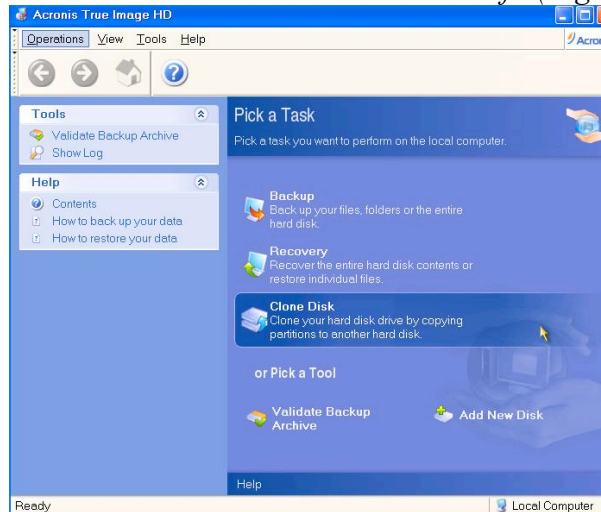 Acronis True Image HD
Operations View Tools Help
Acro
Tools
Validate Backup Archive
Show Log
Help
Contents
How to back up your data
How to restore your data
Pick a Task
Pick a task you want to perform on the local computer.
Backup
Back up your files, folders or the entire
hard disk.
Recovery
Recover the entire hard disk contents or
restore individual files.
Clone Disk
Clone your hard disk drive by copying
partitions to another hard disk.
or Pick a Tool
Validate Backup
Archive
Add New Disk
Help
Ready
Local Computer